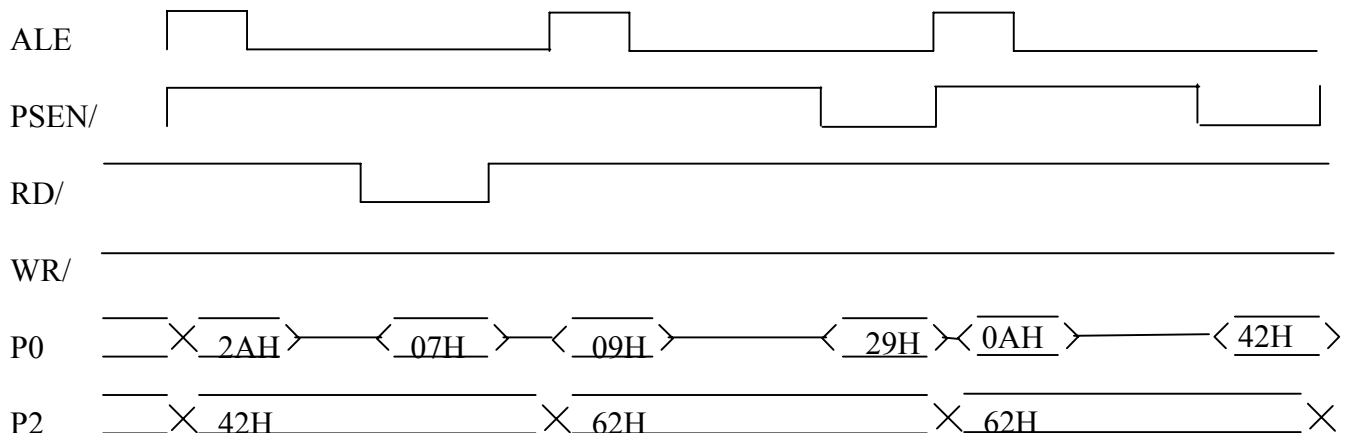 ALE
PSEN/
RD/
WR/
P0 2AH 07H 09H 29H 0AH 42H
P2 42H 62H 62H